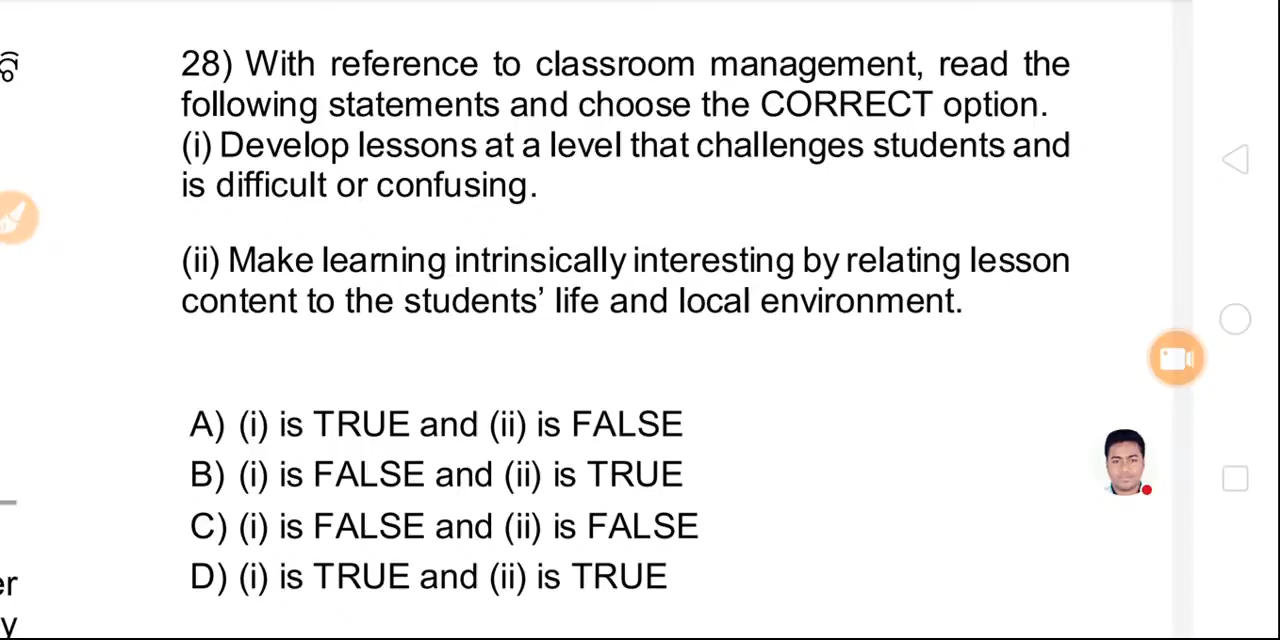 ଟି
28) With reference to classroom management, read the
following statements and choose the CORRECT option.
(i) Develop lessons at a level that challenges students and
is difficult or confusing.
(ii) Make learning intrinsically interesting by relating lesson
content to the students’ life and local environment.
A) (i) is TRUE and (ii) is FALSE
B) (i) is FALSE and (ii) is TRUE
C) (i) is FALSE and (ii) is FALSE
D) (i) is TRUE and (ii) is TRUE
er
y